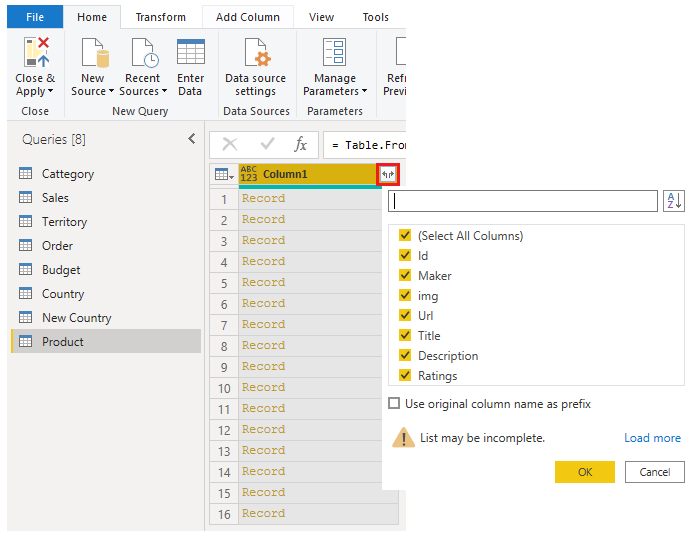 File Home Transform Add Column View Tools
Close & Apply
New Source
Recent Sources
Enter Data
Data source settings
Manage Parameters
Refr
Previ
Close New Query Data Sources Parameters
Queries [8]
fx
= Table.Fro
Cattegory
Sales
Territory
Order
Budget
Country
New Country
Product
ABC 123 Column1
1 Record
2 Record
3 Record
4 Record
5 Record
6 Record
7 Record
8 Record
9 Record
10 Record
11 Record
12 Record
13 Record
14 Record
15 Record
16 Record
A Z
(Select All Columns)
Id
Maker
img
Url
Title
Description
Ratings
Use original column name as prefix
List may be incomplete. Load more
OK Cancel